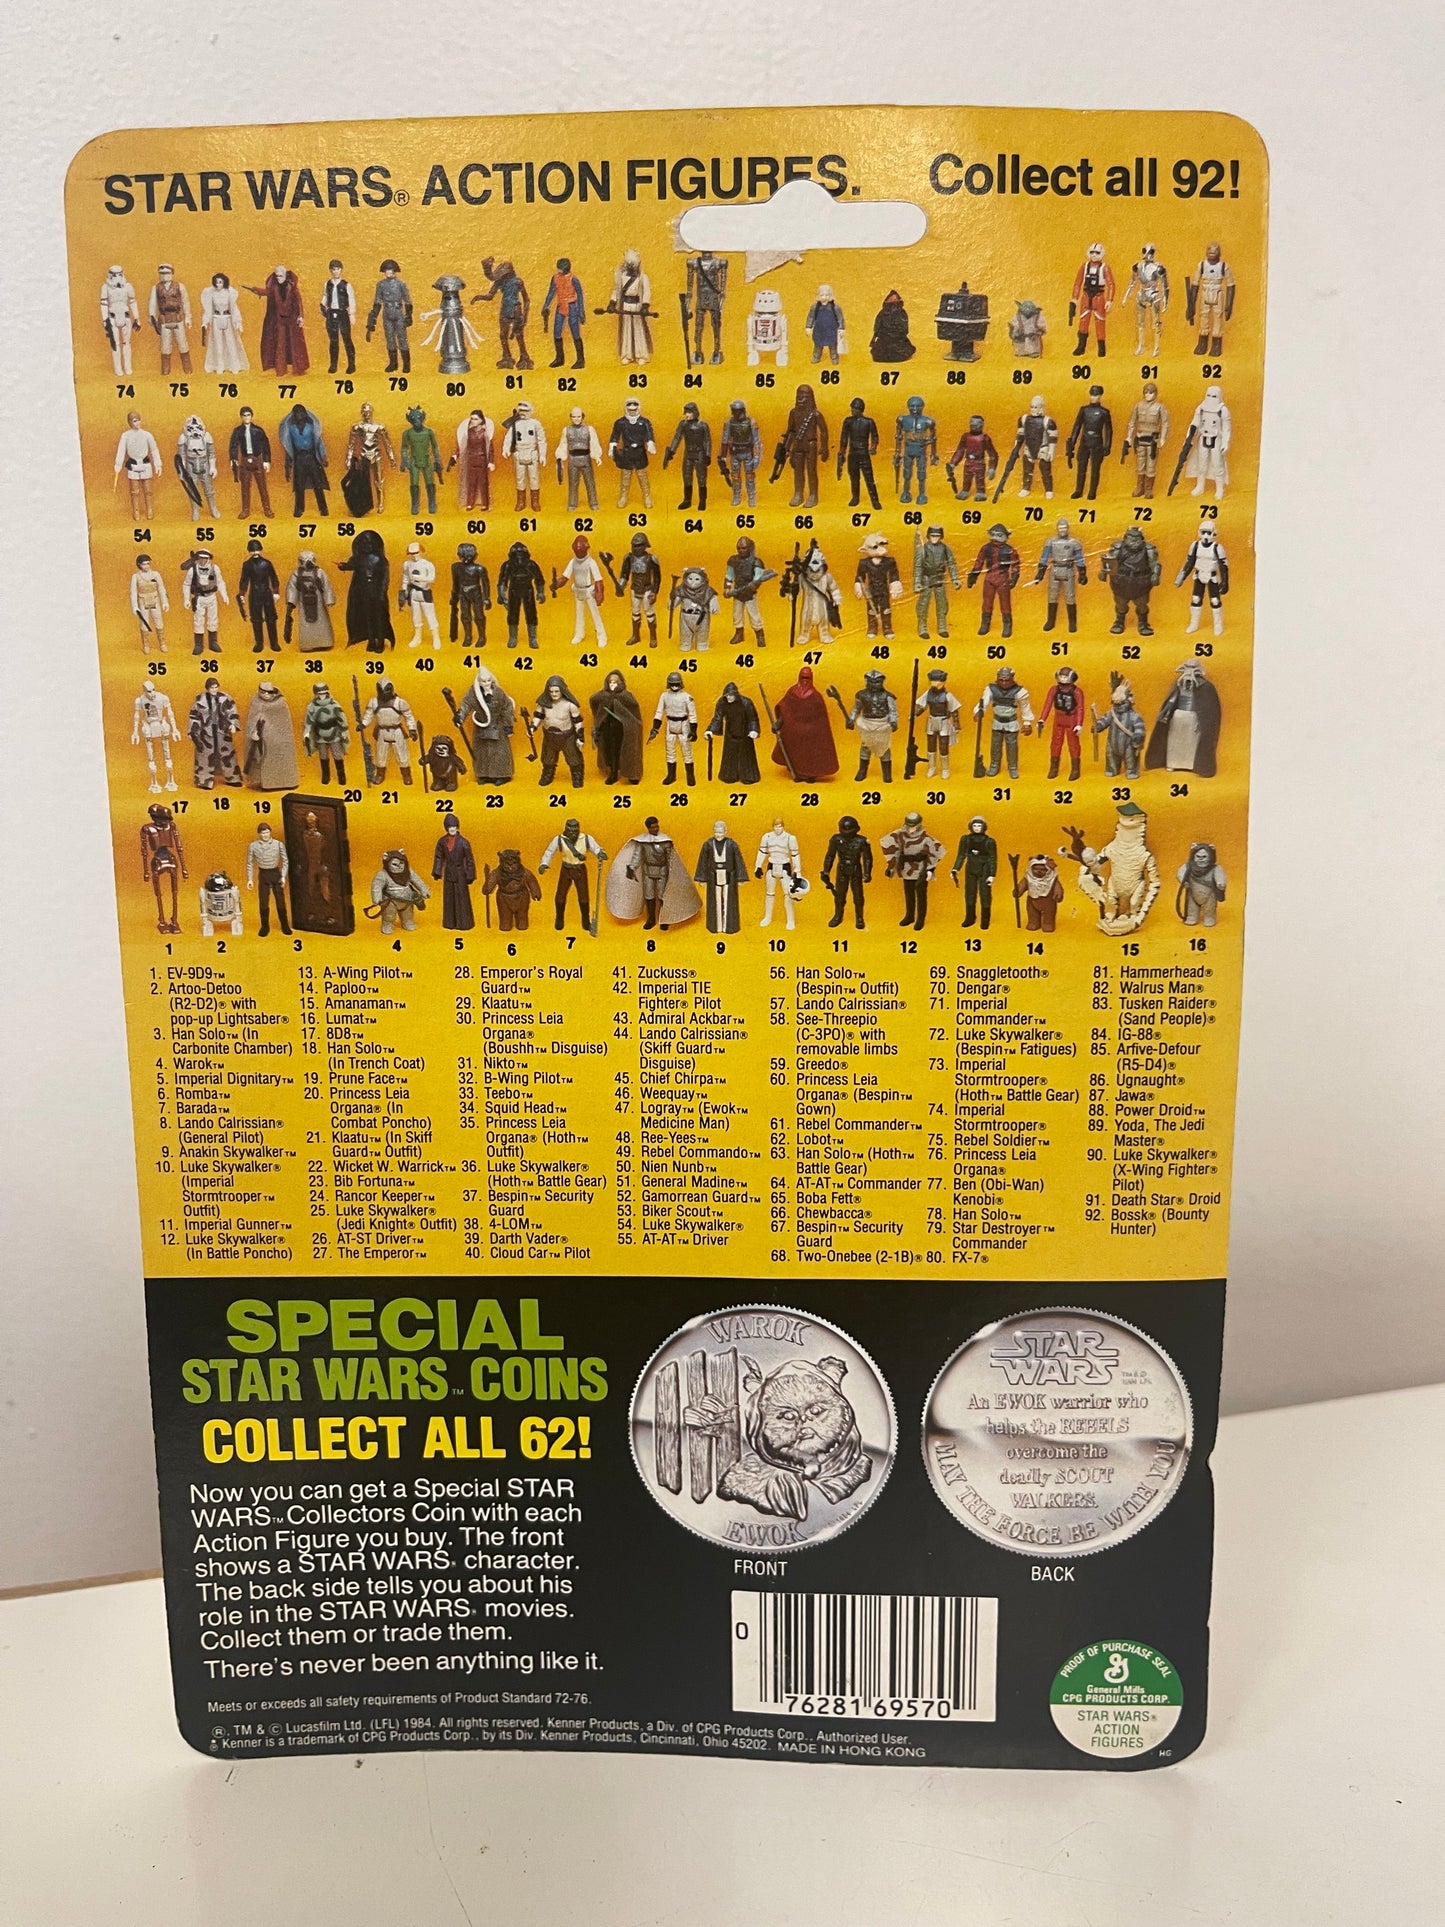 STAR WARS® ACTION FIGURES. Collect all 92!
74 75 76 77 78 79 80 81 82 83 84 85 86 87 88 89 90 91 92
54 55 56 57 58 59 60 61 62 63 64 65 66 67 68 69 70 71 72 73
35 36 37 38 39 40 41 42 43 44 45 46 47 48 49 50 51 52 53
17 18 19 20 21 22 23 24 25 26 27 28 29 30 31 32 33 34
1 2 3 4 5 6 7 8 9 10 11 12 13 14 15 16
1. EV-9D9™
2. Artoo-Detoo
(R2-D2)® with
pop-up Lightsaber®
3. Han Solo™ (In
Carbonite Chamber)
4. Warok™
5. Imperial Dignitary™
6. Romba™
7. Barada™
8. Lando Calrissian®
(General Pilot)
9. Anakin Skywalker™
10. Luke Skywalker®
(Imperial
Stormtrooper™
Outfit)
11. Imperial Gunner™
12. Luke Skywalker®
(In Battle Poncho)
13. A-Wing Pilot™
14. Paploo™
15. Amanaman™
16. Lumat™
17. 8D8™
18. Han Solo™
(In Trench Coat)
19. Prune Face™
20. Princess Leia
Organa® (In
Combat Poncho)
21. Klaatu™ (In Skiff
Guard™ Outfit)
22. Wicket W. Warrick™
23. Bib Fortuna™
24. Rancor Keeper™
25. Luke Skywalker®
(Jedi Knight® Outfit)
26. AT-ST Driver™
27. The Emperor™
28. Emperor's Royal
Guard™
29. Klaatu™
30. Princess Leia
Organa®
(Boushh™ Disguise)
31. Nikto™
32. B-Wing Pilot™
33. Teebo™
34. Squid Head™
35. Princess Leia
Organa® (Hoth™
Outfit)
36. Luke Skywalker®
(Hoth™ Battle Gear)
37. Bespin™ Security
Guard
38. 4-LOM™
39. Darth Vader®
40. Cloud Car™ Pilot
41. Zuckuss®
42. Imperial TIE
Fighter® Pilot
43. Admiral Ackbar™
44. Lando Calrissian®
(Skiff Guard™
Disguise)
45. Chief Chirpa™
46. Weequay™
47. Logray™ (Ewok™
Medicine Man)
48. Ree-Yees™
49. Rebel Commando™
50. Nien Nunb™
51. General Madine™
52. Gamorrean Guard™
53. Biker Scout™
54. Luke Skywalker®
55. AT-AT™ Driver
56. Han Solo™
(Bespin™ Outfit)
57. Lando Calrissian®
58. See-Threepio
(C-3PO)® with
removable limbs
59. Greedo®
60. Princess Leia
Organa® (Bespin™
Gown)
61. Rebel Commander™
62. Lobot™
63. Han Solo™ (Hoth™
Battle Gear)
64. AT-AT™ Commander
65. Boba Fett®
66. Chewbacca®
67. Bespin™ Security
Guard
68. Two-Onebee (2-1B)®
69. Snaggletooth®
70. Dengar®
71. Imperial
Commander™
72. Luke Skywalker®
(Bespin™ Fatigues)
73. Imperial
Stormtrooper®
(Hoth™ Battle Gear)
74. Imperial
Stormtrooper®
75. Rebel Soldier™
76. Princess Leia
Organa®
77. Ben (Obi-Wan)
Kenobi®
78. Han Solo™
79. Star Destroyer™
Commander
80. FX-7®
81. Hammerhead®
82. Walrus Man®
83. Tusken Raider®
(Sand People)®
84. IG-88®
85. Arfive-Defour
(R5-D4)®
86. Ugnaught®
87. Jawa®
88. Power Droid™
89. Yoda, The Jedi
Master®
90. Luke Skywalker®
(X-Wing Fighter®
Pilot)
91. Death Star® Droid
92. Bossk® (Bounty
Hunter)
SPECIAL
STAR WARS™ COINS
COLLECT ALL 62!
Now you can get a Special STAR
WARS™ Collectors Coin with each
Action Figure you buy. The front
shows a STAR WARS® character.
The back side tells you about his
role in the STAR WARS® movies.
Collect them or trade them.
There's never been anything like it.
WAROK
EWOK
FRONT
STAR
WARS
An EWOK warrior who
helps the REBELS
overcome the
deadly SCOUT
WALKERS.
MAY THE FORCE BE WITH YOU
BACK
0 76281 69570
PROOF OF PURCHASE SEAL
General Mills
CPG PRODUCTS CORP.
STAR WARS®
ACTION
FIGURES
HG
Meets or exceeds all safety requirements of Product Standard 72-76.
®, TM & © Lucasfilm Ltd. (LFL) 1984. All rights reserved. Kenner Products, a Div. of CPG Products Corp., Authorized User.
® Kenner is a trademark of CPG Products Corp., by its Div. Kenner Products, Cincinnati, Ohio 45202. MADE IN HONG KONG